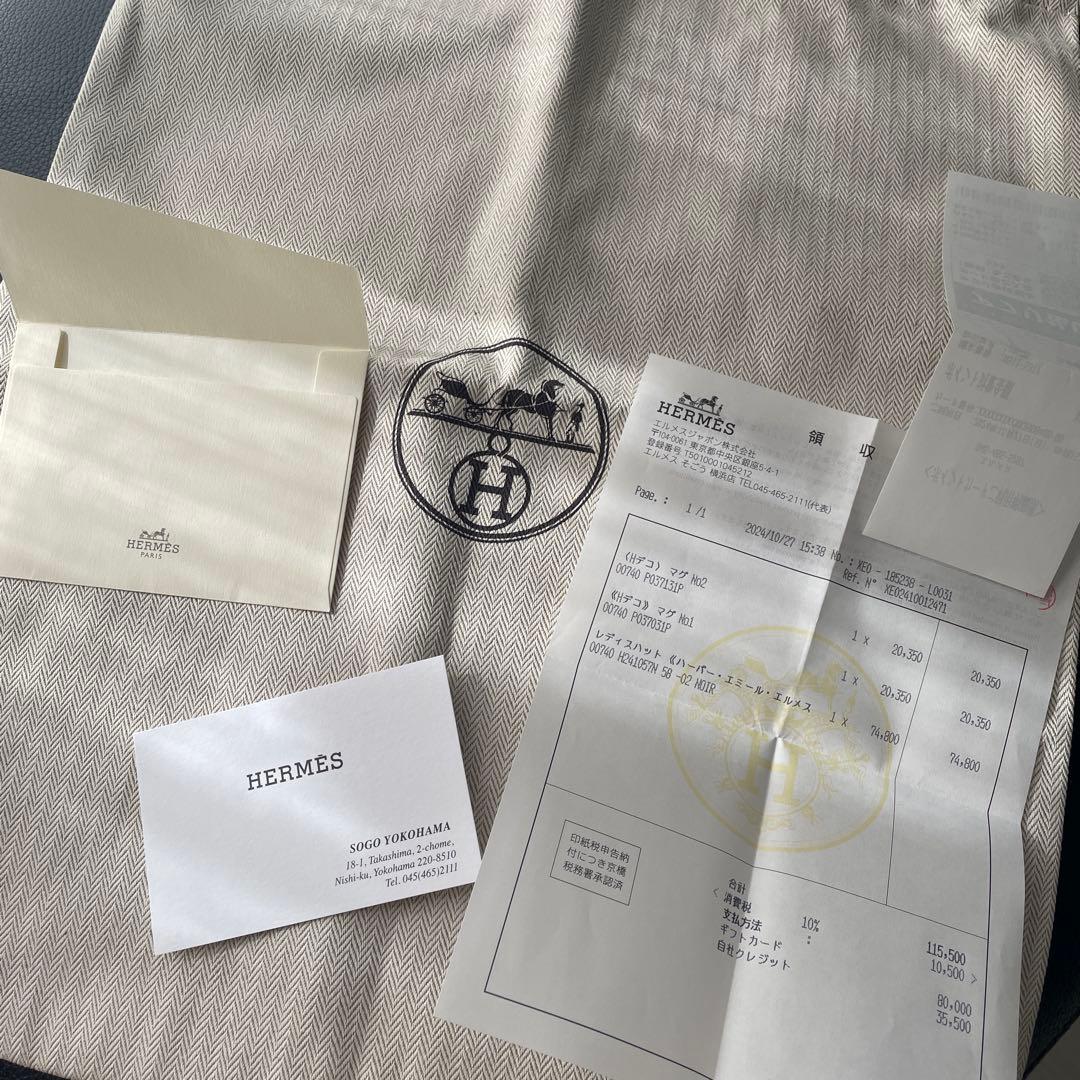 HERMÈS
PARIS
HERMÈS
SOGO YOKOHAMA
18-1, Takashima, 2-chome,
Nishi-ku, Yokohama 220-8510
Tel. 045(465)2111
H
HERMÈS
領 収
エルメスジャポン株式会社
〒104-0061 東京都中央区銀座5-4-1
登録番号 T5010001045212
エルメス そごう 横浜店 TEL045-465-2111(代表)
Page. : 1 /1 2024/10/27 15:38 No. : XEO - 185238 - L0031
Ref. N° XEO2410012471
《Hデコ》 マグ No2
00740 P037131P 1 X 20,350 20,350
《Hデコ》 マグ No1
00740 P037031P 1 X 20,350 20,350
レディスハット 《ハーバー・エミール・エルメス
00740 H241057N 58 -02 NOIR 1 X 74,800 74,800
H
印紙税申告納
付につき京橋
税務署承認済
合計 115,500
< 消費税 10% 10,500 >
支払方法 :
ギフトカード 80,000
自社クレジット 35,500